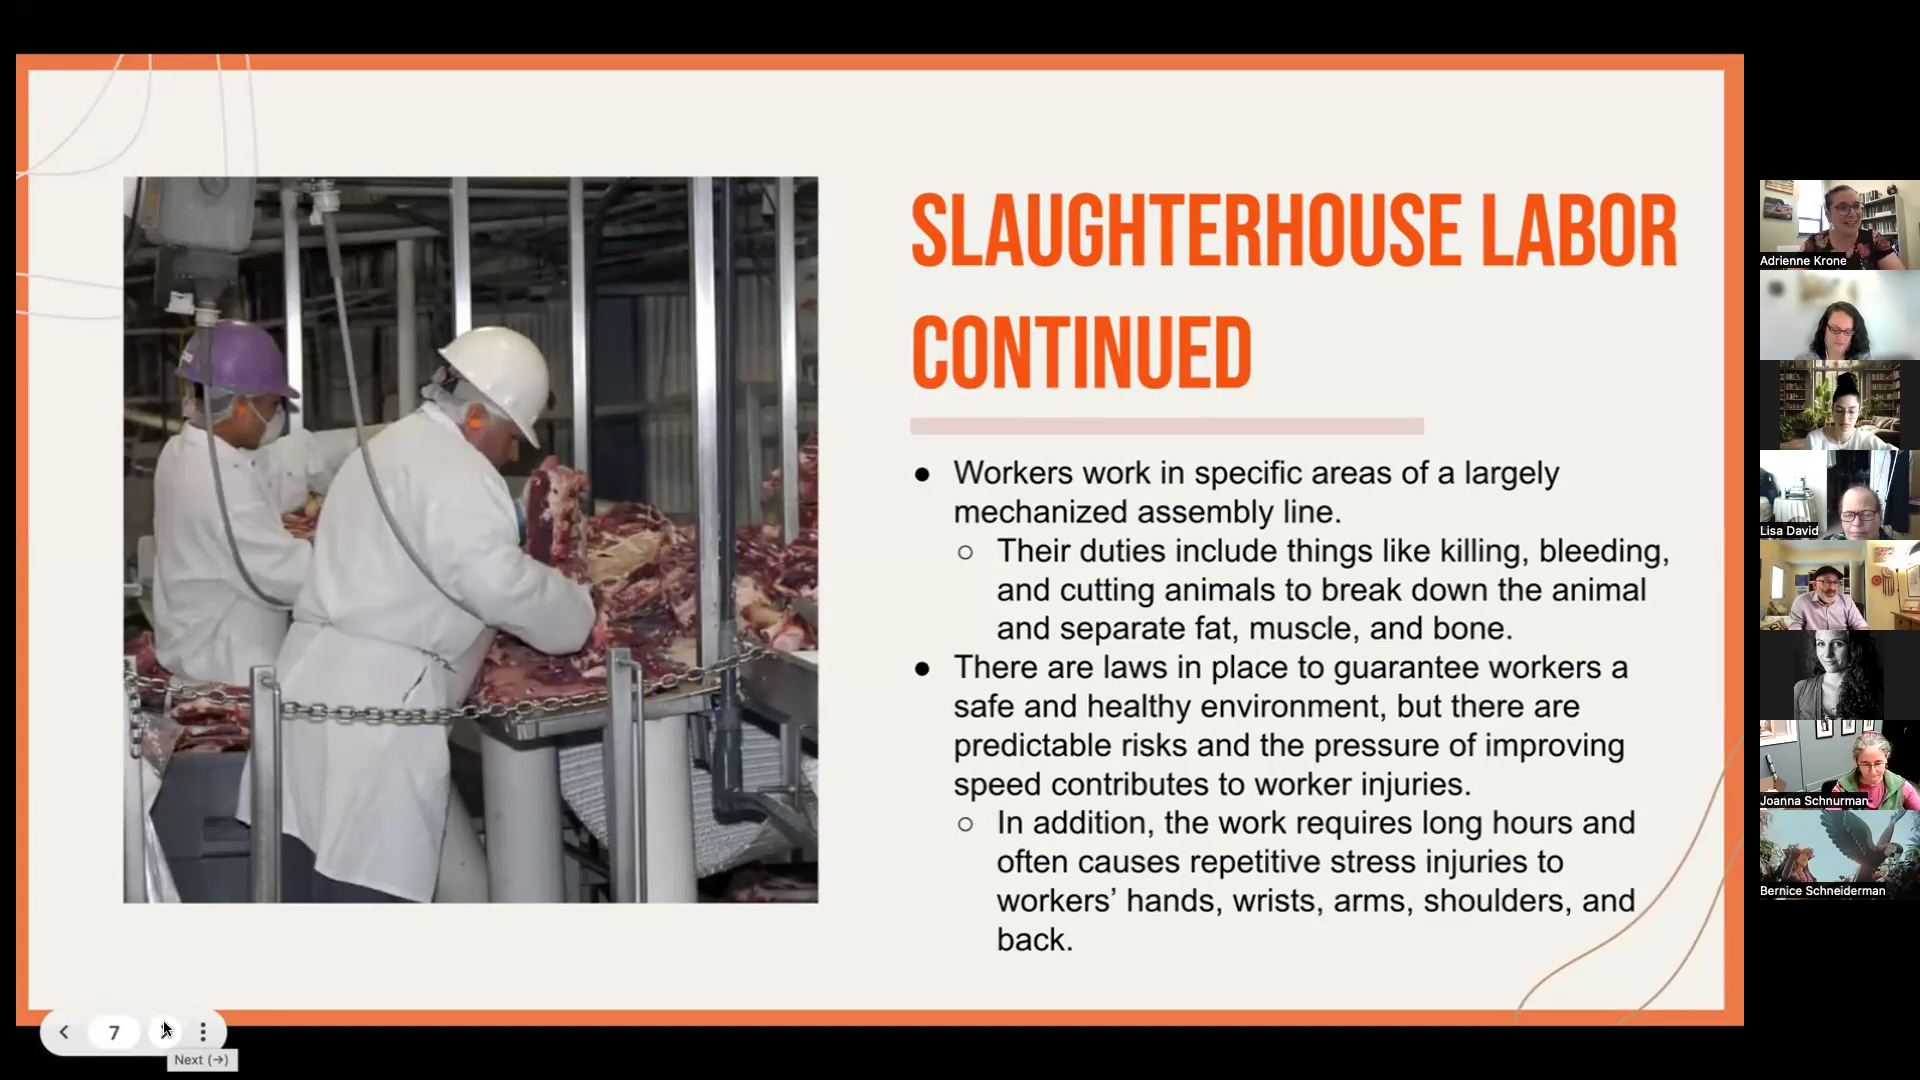 SLAUGHTERHOUSE LABOR
CONTINUED
● Workers work in specific areas of a largely
mechanized assembly line.
○ Their duties include things like killing, bleeding,
and cutting animals to break down the animal
and separate fat, muscle, and bone.
● There are laws in place to guarantee workers a
safe and healthy environment, but there are
predictable risks and the pressure of improving
speed contributes to worker injuries.
○ In addition, the work requires long hours and
often causes repetitive stress injuries to
workers’ hands, wrists, arms, shoulders, and
back.
7
Next (→)
Adrienne Krone
Lisa David
Joanna Schnurman
Bernice Schneiderman